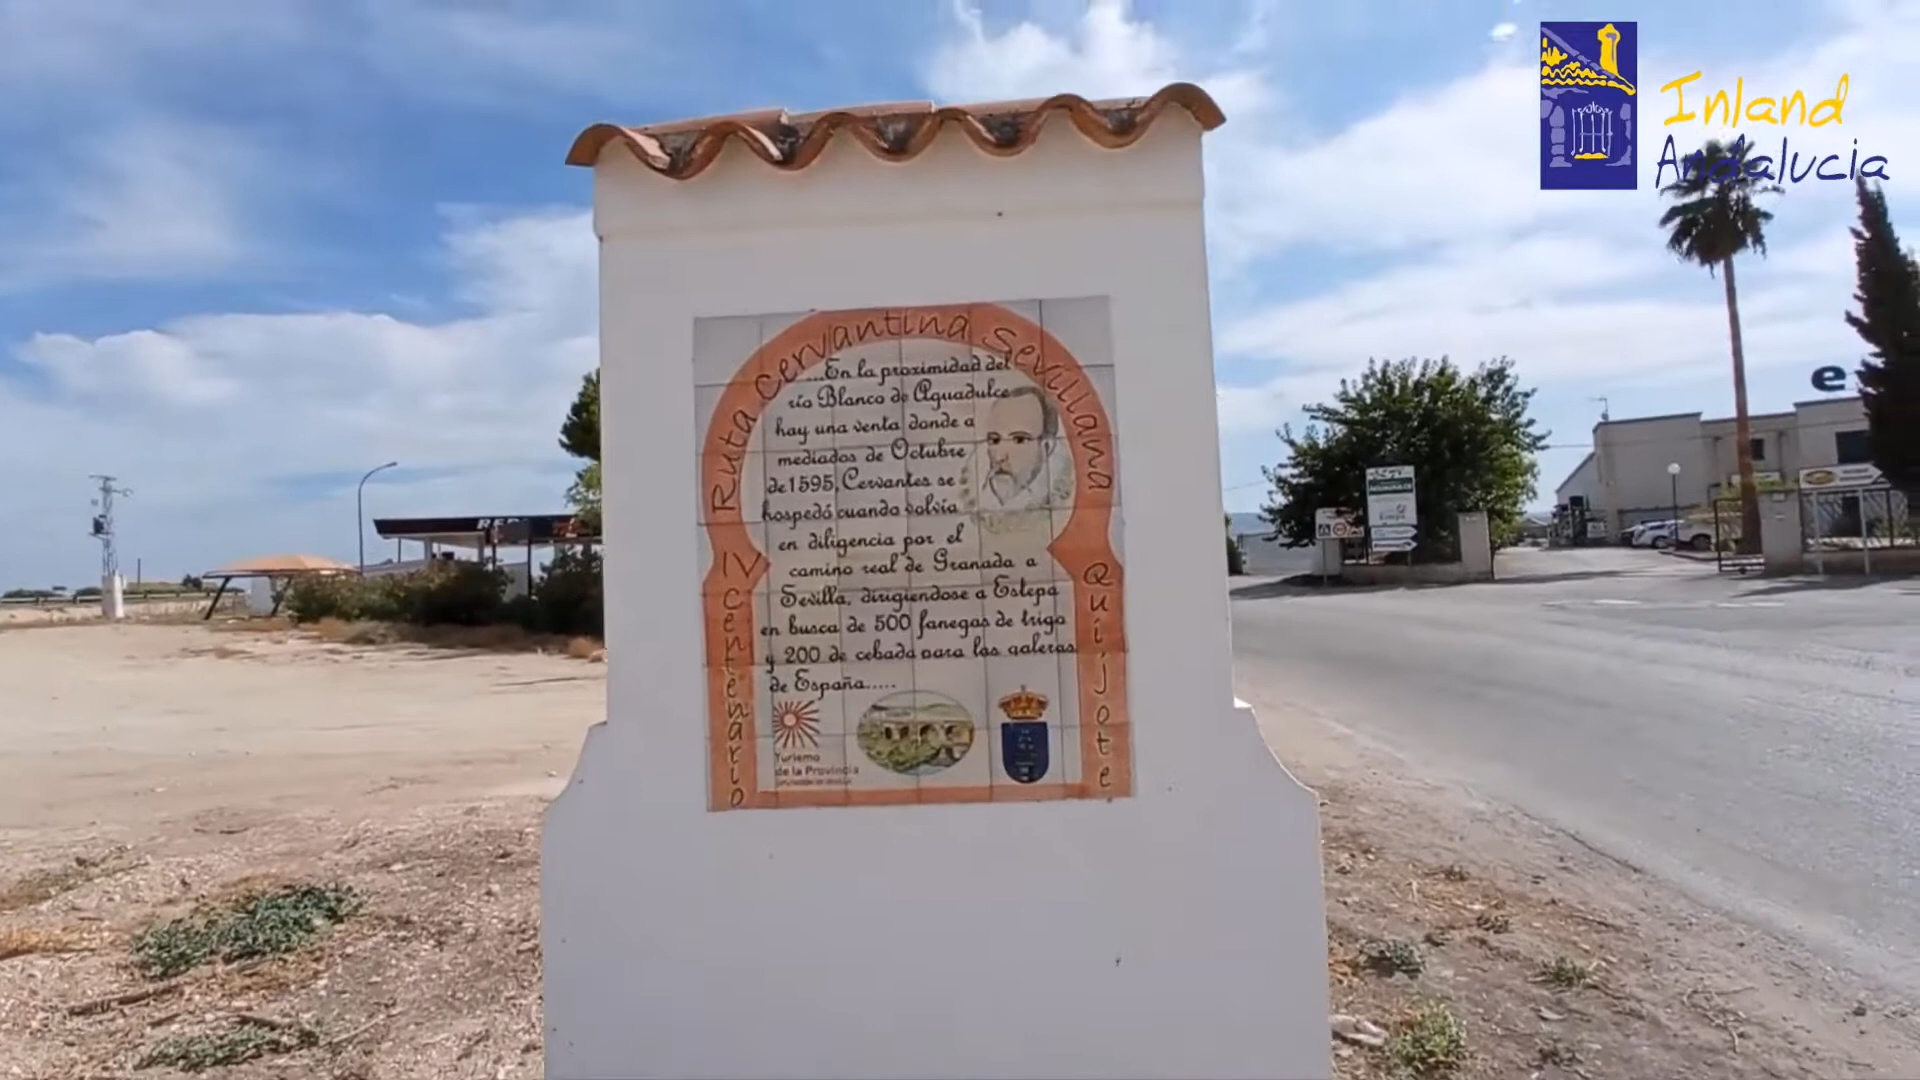 Inland
Andalucia
Ruta Cervantina Sevillana
IV Centenario
Quijote
...En la proximidad del
río Blanco de Aguadulce
hay una venta donde a
mediados de Octubre
de 1595, Cervantes se
hospedó cuando volvía
en diligencia por el
camino real de Granada a
Sevilla, dirigiendose a Estepa
en busca de 500 fanegas de trigo
y 200 de cebada para las galeras
de España.....
Turismo
de la Provincia
e